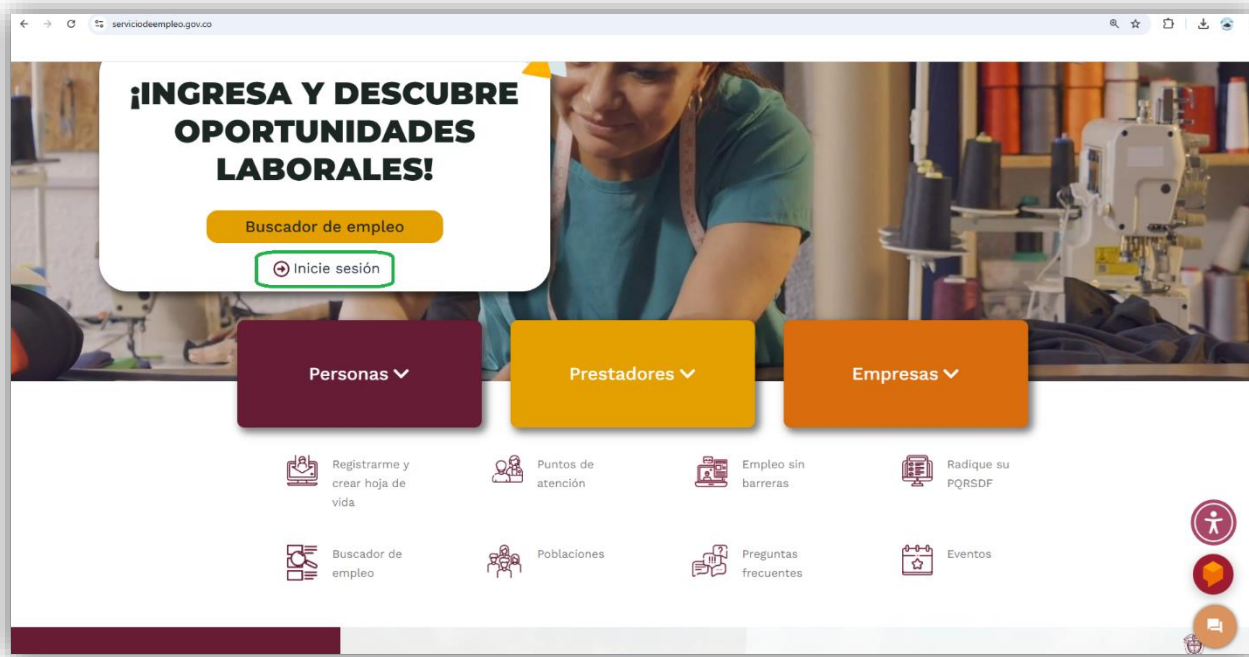 serviciodeempleo.gov.co
¡INGRESA Y DESCUBRE
OPORTUNIDADES
LABORALES!
Buscador de empleo
Inicie sesión
Personas
Prestadores
Empresas
Registrarme y
crear hoja de
vida
Puntos de
atención
Empleo sin
barreras
Radique su
PQRSDF
Buscador de
empleo
Poblaciones
Preguntas
frecuentes
Eventos